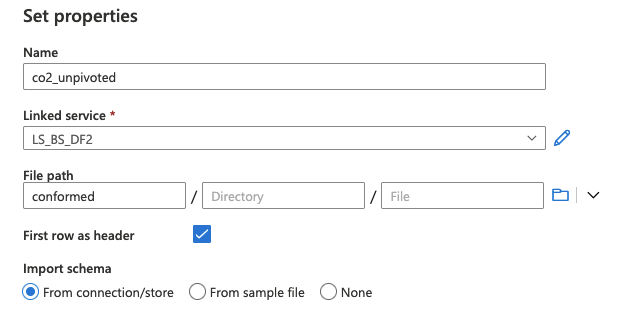 Set properties
Name
co2_unpivoted
Linked service *
LS_BS_DF2
File path
conformed / Directory / File
First row as header
Import schema
From connection/store From sample file None